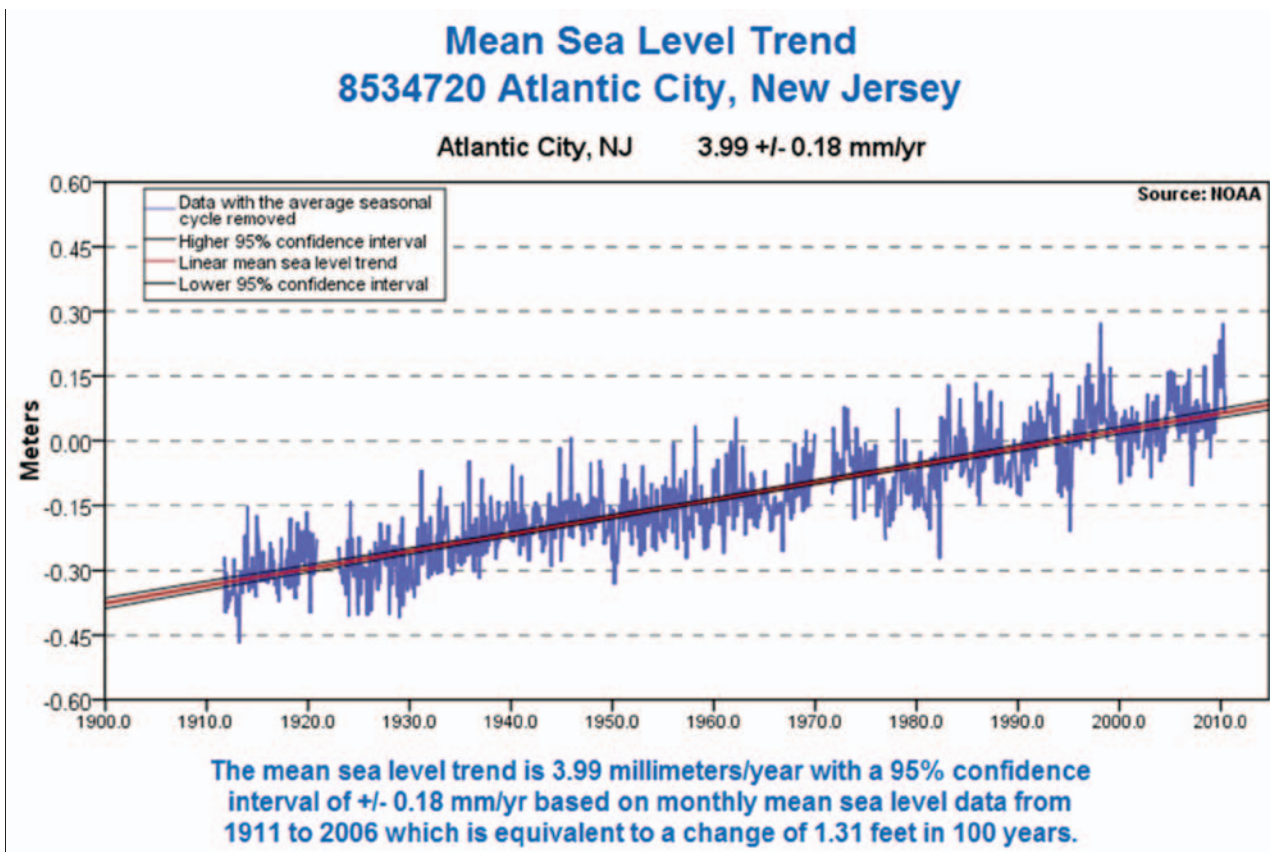 Mean Sea Level Trend
8534720 Atlantic City, New Jersey
Atlantic City, NJ 3.99 +/- 0.18 mm/yr
Source: NOAA
Data with the average seasonal
cycle removed
Higher 95% confidence interval
Linear mean sea level trend
Lower 95% confidence interval
Meters
0.60
0.45
0.30
0.15
0.00
-0.15
-0.30
-0.45
-0.60
1900.0 1910.0 1920.0 1930.0 1940.0 1950.0 1960.0 1970.0 1980.0 1990.0 2000.0 2010.0
The mean sea level trend is 3.99 millimeters/year with a 95% confidence
interval of +/- 0.18 mm/yr based on monthly mean sea level data from
1911 to 2006 which is equivalent to a change of 1.31 feet in 100 years.